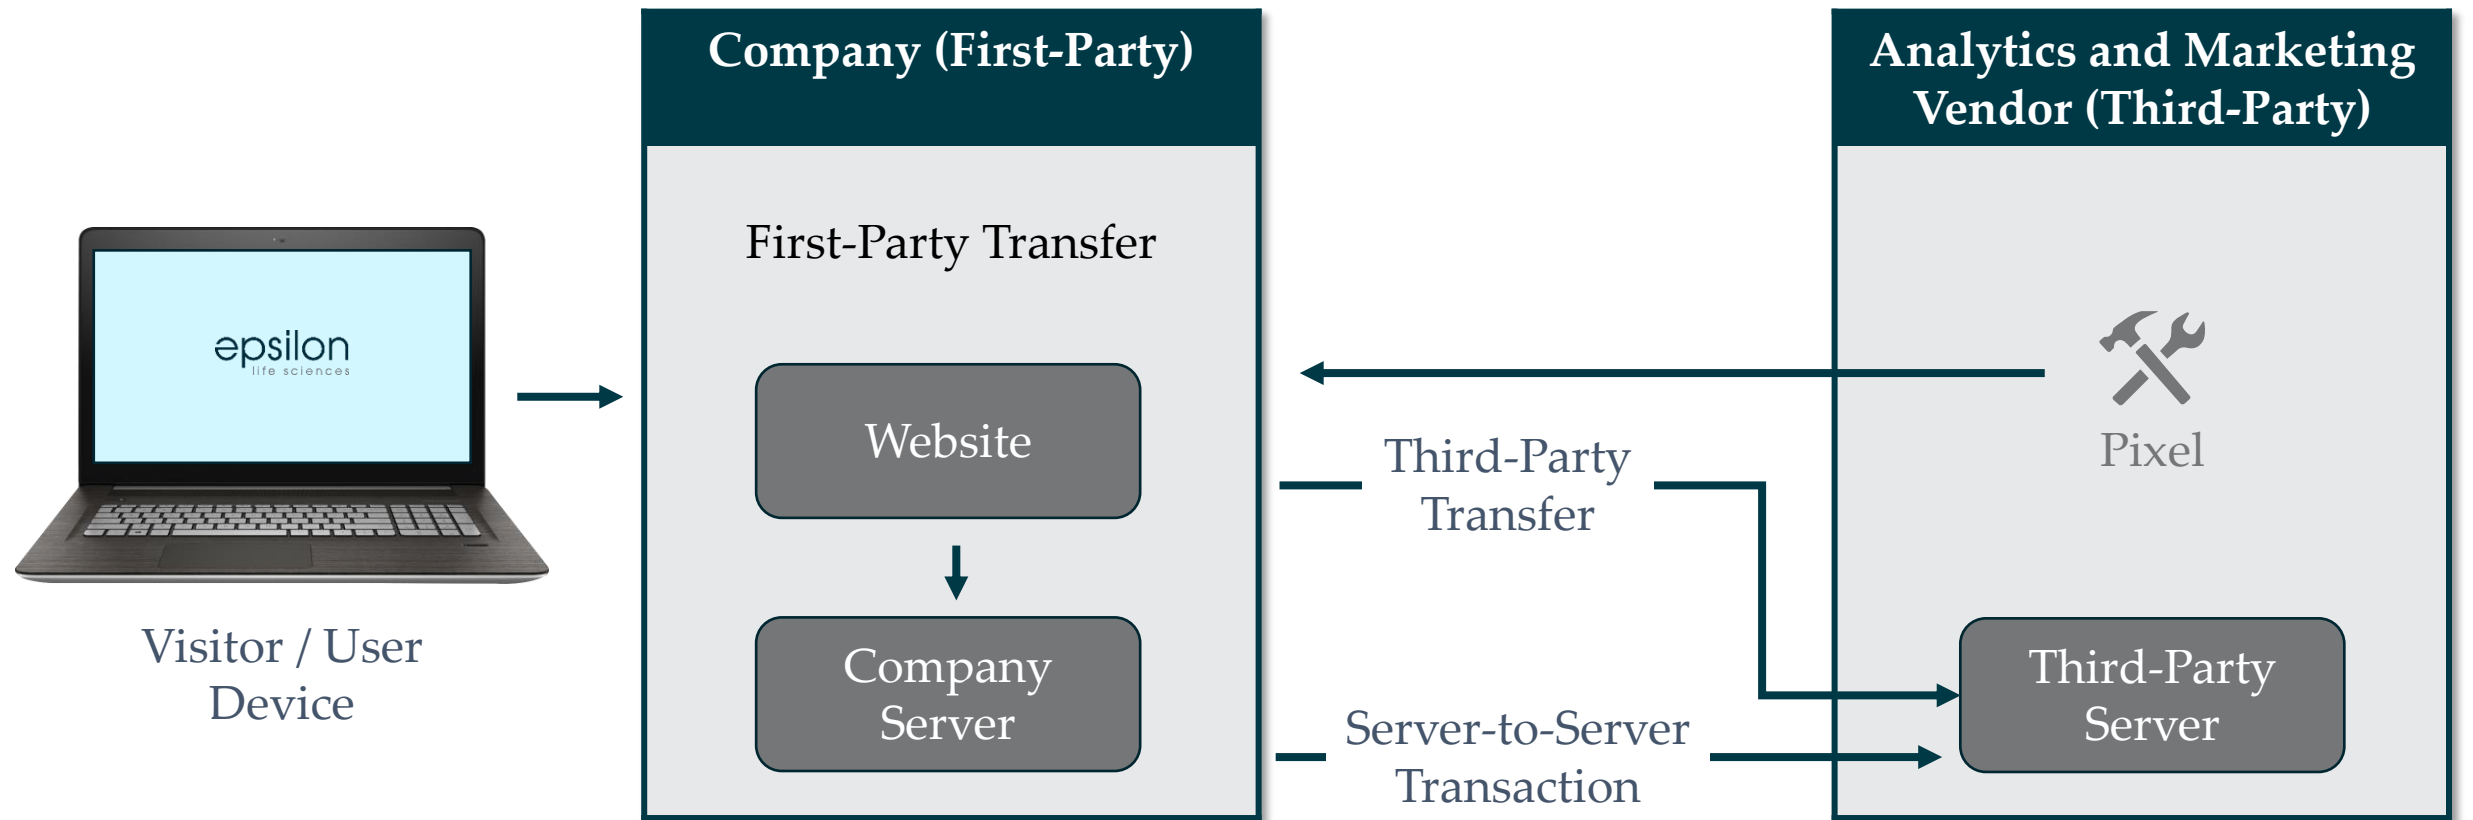 Company (First-Party)
Analytics and Marketing
Vendor (Third-Party)
First-Party Transfer
epsilon
life sciences
Website
Third-Party
Transfer
Pixel
Visitor / User
Device
Company
Server
Server-to-Server
Transaction
Third-Party
Server